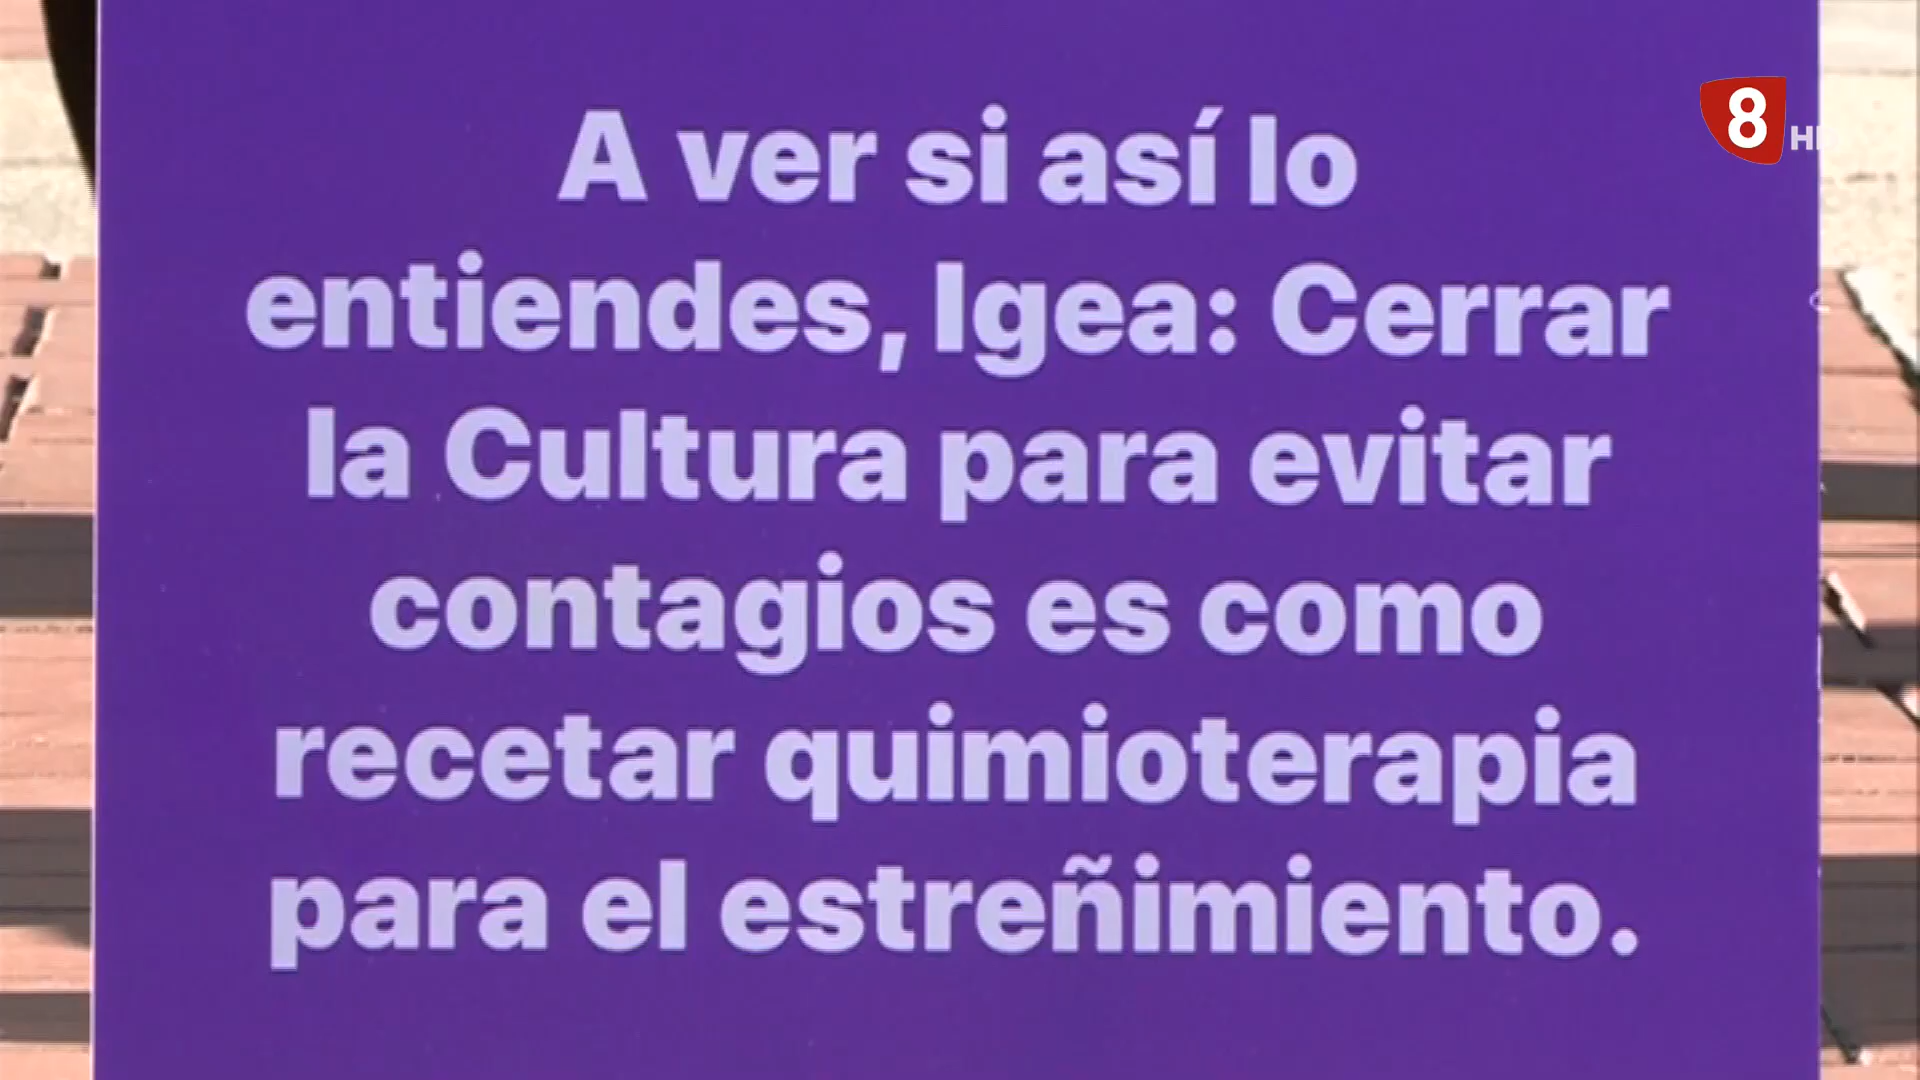 A ver si así lo
entiendes, Igea: Cerrar
la Cultura para evitar
contagios es como
recetar quimioterapia
para el estreñimiento.
8 HD